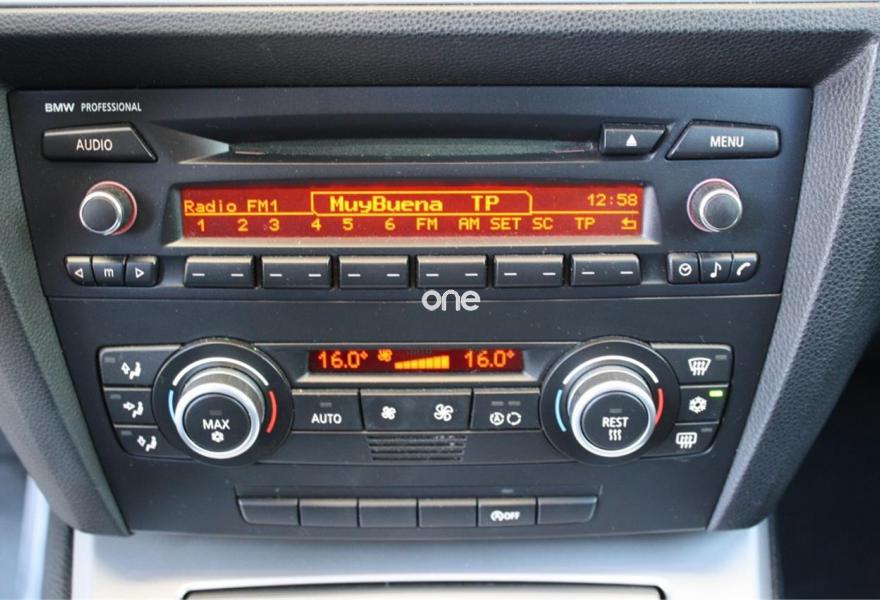 BMW PROFESSIONAL
AUDIO
MENU
Radio FM1 MuyBuena TP 12:58
1 2 3 4 5 6 FM AM SET SC TP
m
one
16.0° 16.0°
MAX
AUTO
A
REST
A OFF